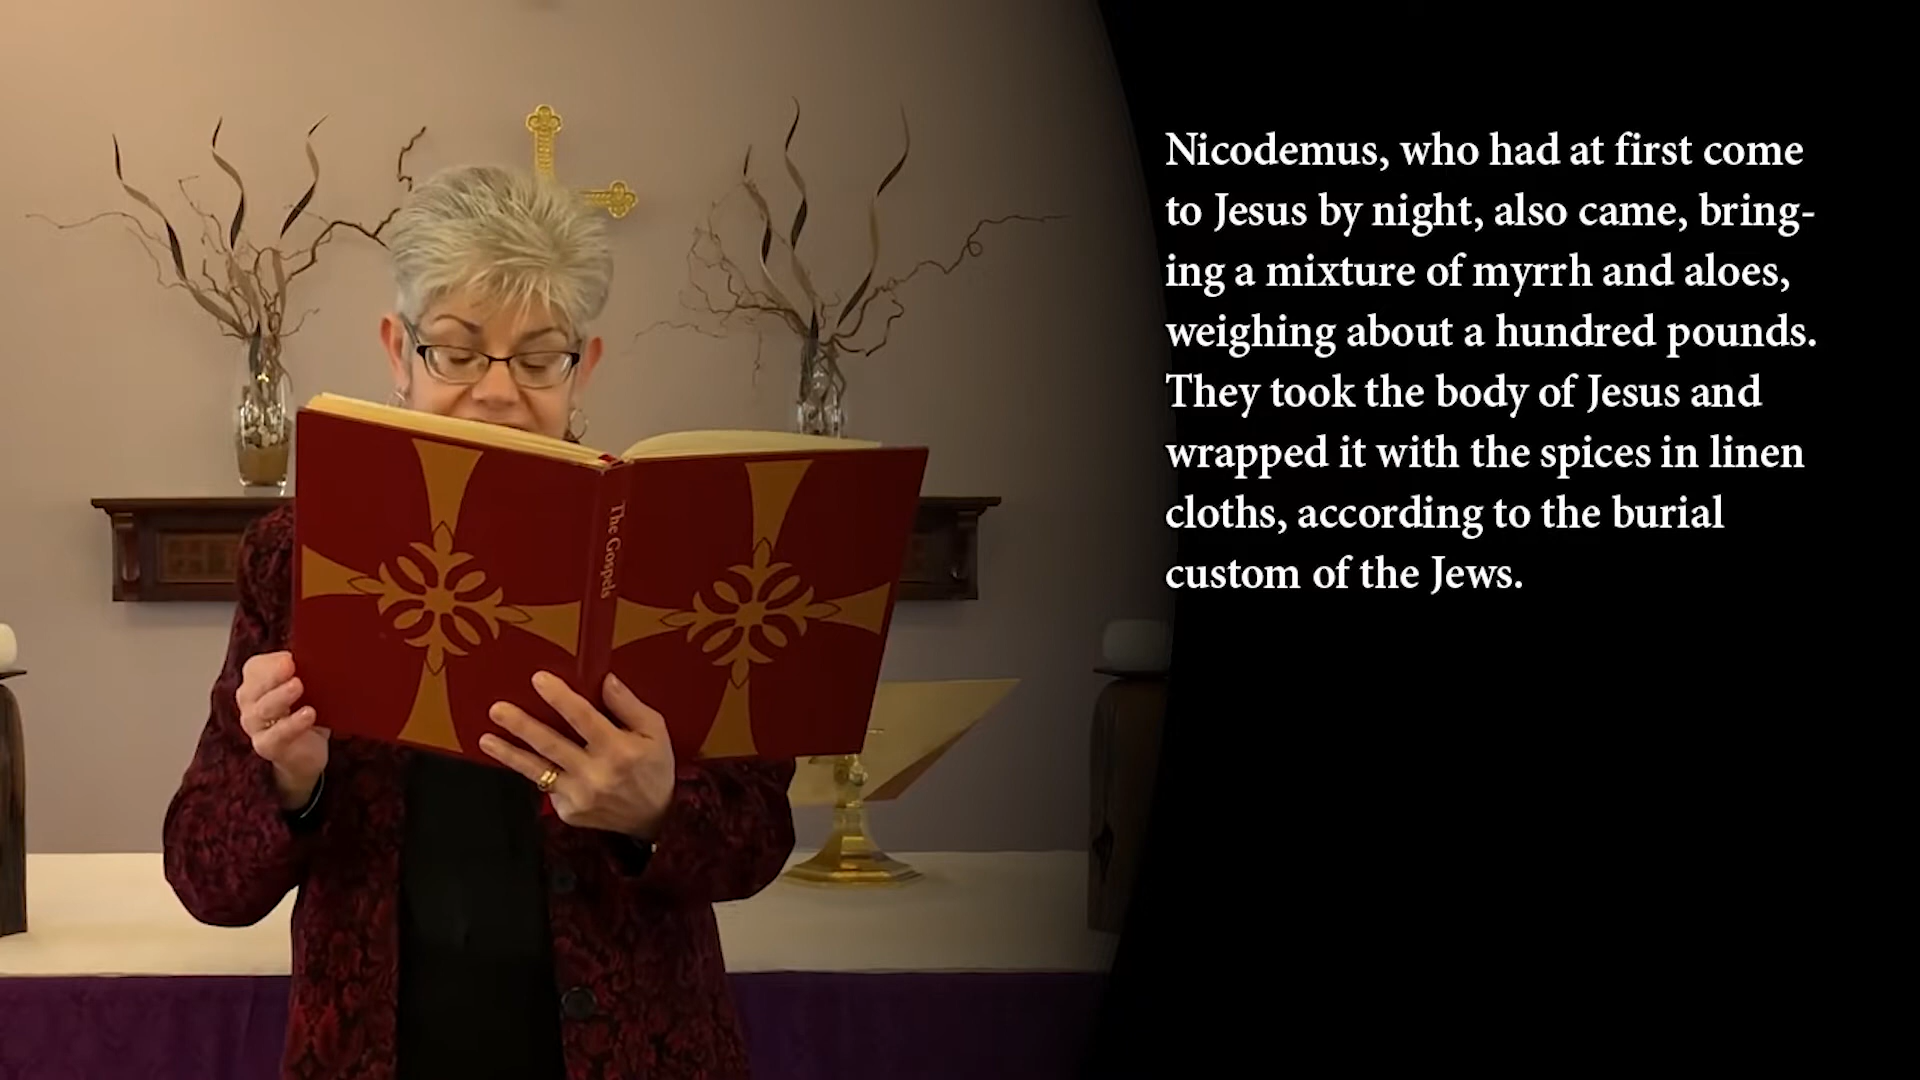 The Gospels
Nicodemus, who had at first come
to Jesus by night, also came, bring-
ing a mixture of myrrh and aloes,
weighing about a hundred pounds.
They took the body of Jesus and
wrapped it with the spices in linen
cloths, according to the burial
custom of the Jews.